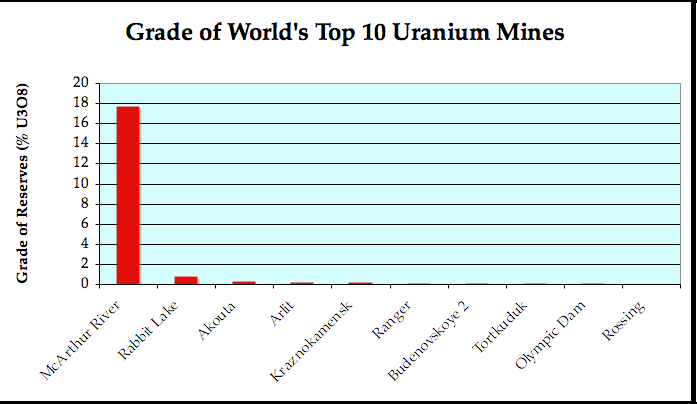 Grade of World's Top 10 Uranium Mines
Grade of Reserves (% U3O8)
20
18
16
14
12
10
8
6
4
2
0
McArthur River
Rabbit Lake
Akouta
Arlit
Kraznokamensk
Ranger
Budenovskoye 2
Tortkuduk
Olympic Dam
Rossing